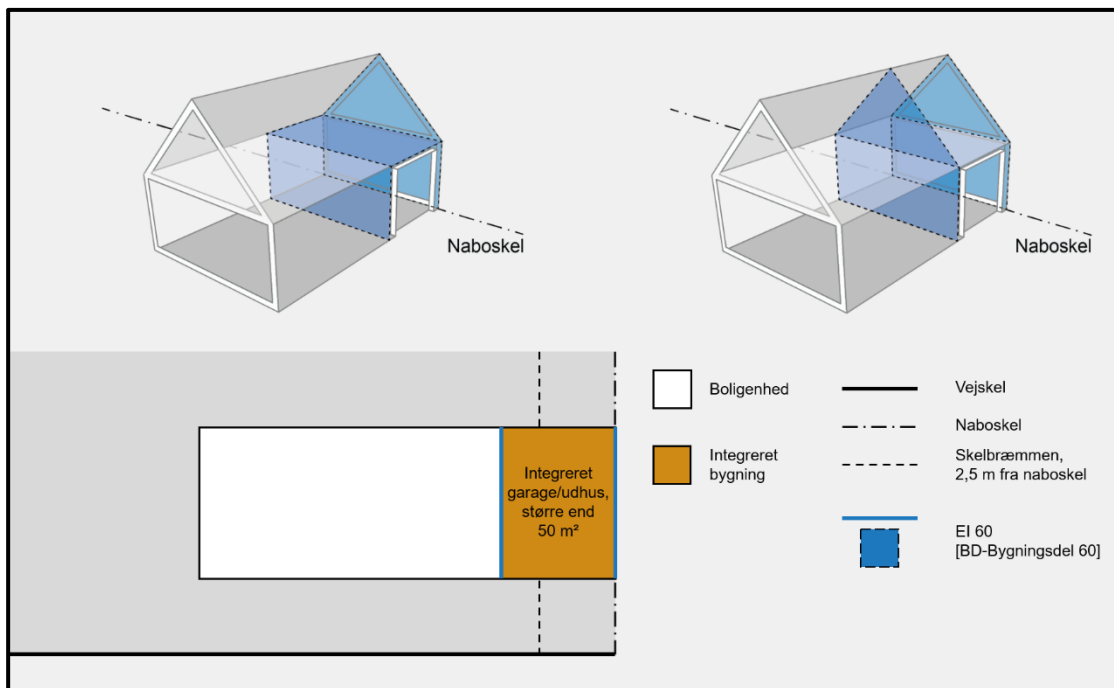 Naboskel
Naboskel
Integreret
garage/udhus,
større end
50 m²
Boligenhed
Integreret
bygning
Vejskel
Naboskel
Skelbræmmen,
2,5 m fra naboskel
EI 60
[BD-Bygningsdel 60]